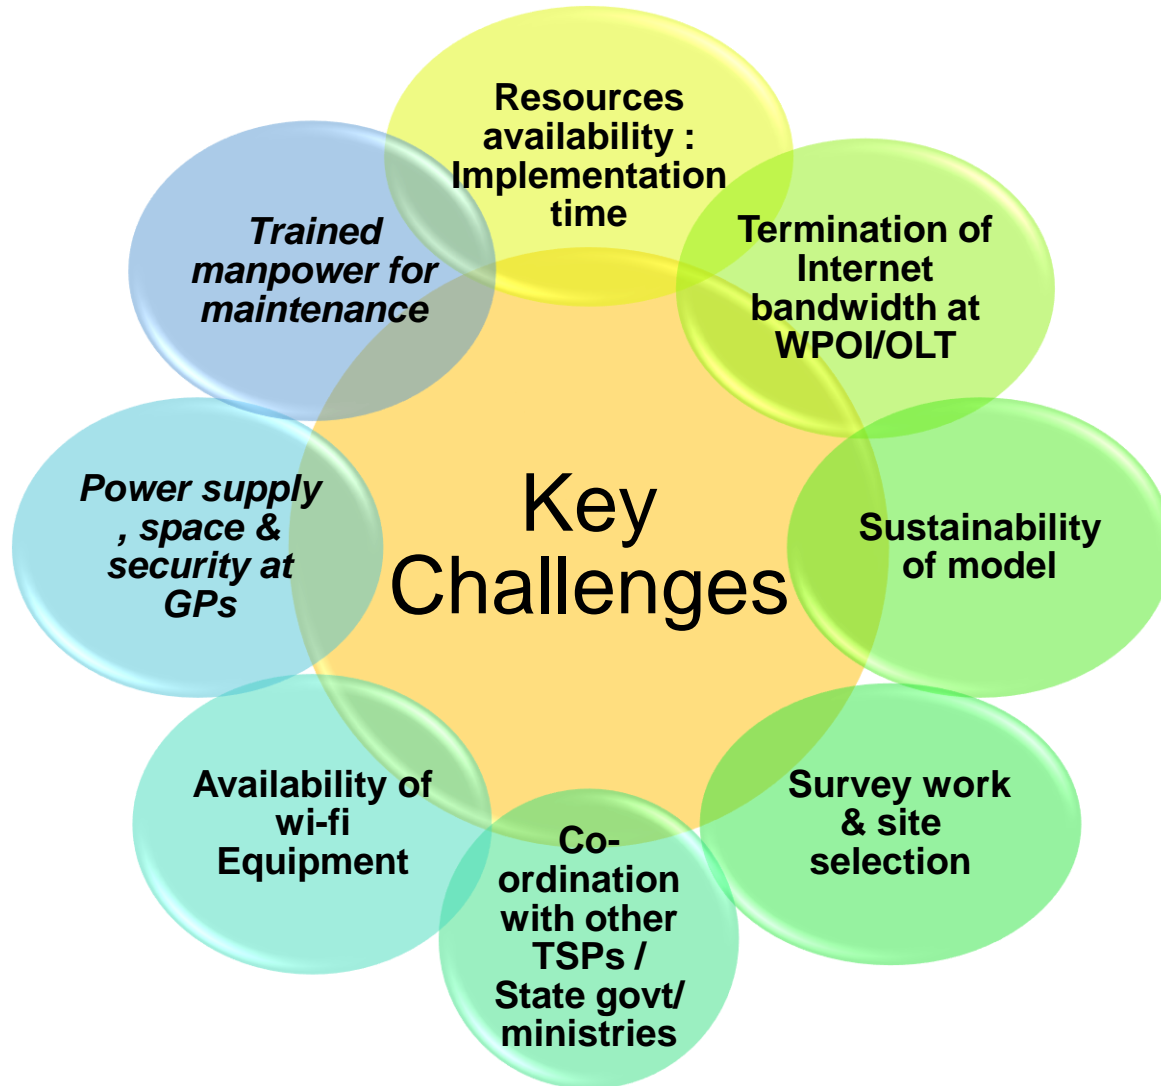 Resources
availability :
Implementation
time
Termination of
Internet
bandwidth at
WPOI/OLT
Sustainability
of model
Survey work
& site
selection
Co-
ordination
with other
TSPs /
State govt/
ministries
Availability of
wi-fi
Equipment
Power supply
, space &
security at
GPs
Trained
manpower for
maintenance
Key
Challenges